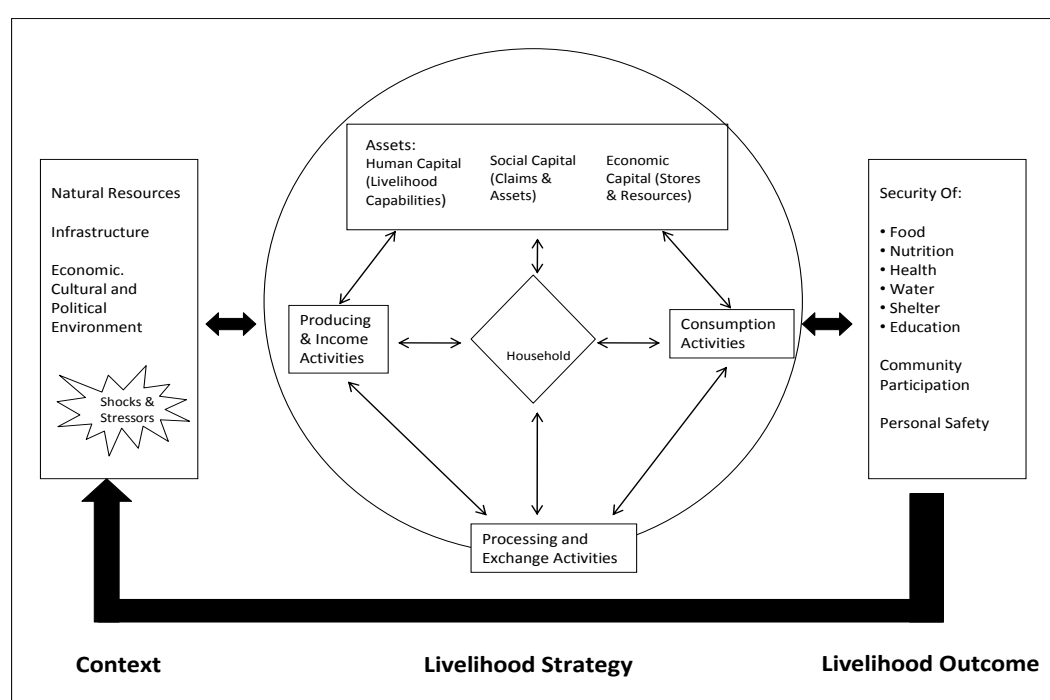 Natural Resources
Infrastructure
Economic.
Cultural and
Political
Environment
Shocks &
Stressors
Assets:
Human Capital
(Livelihood
Capabilities)
Social Capital
(Claims &
Assets)
Economic
Capital (Stores
& Resources)
Producing
& Income
Activities
Household
Consumption
Activities
Processing and
Exchange Activities
Security Of:
• Food
• Nutrition
• Health
• Water
• Shelter
• Education
Community
Participation
Personal Safety
Context
Livelihood Strategy
Livelihood Outcome